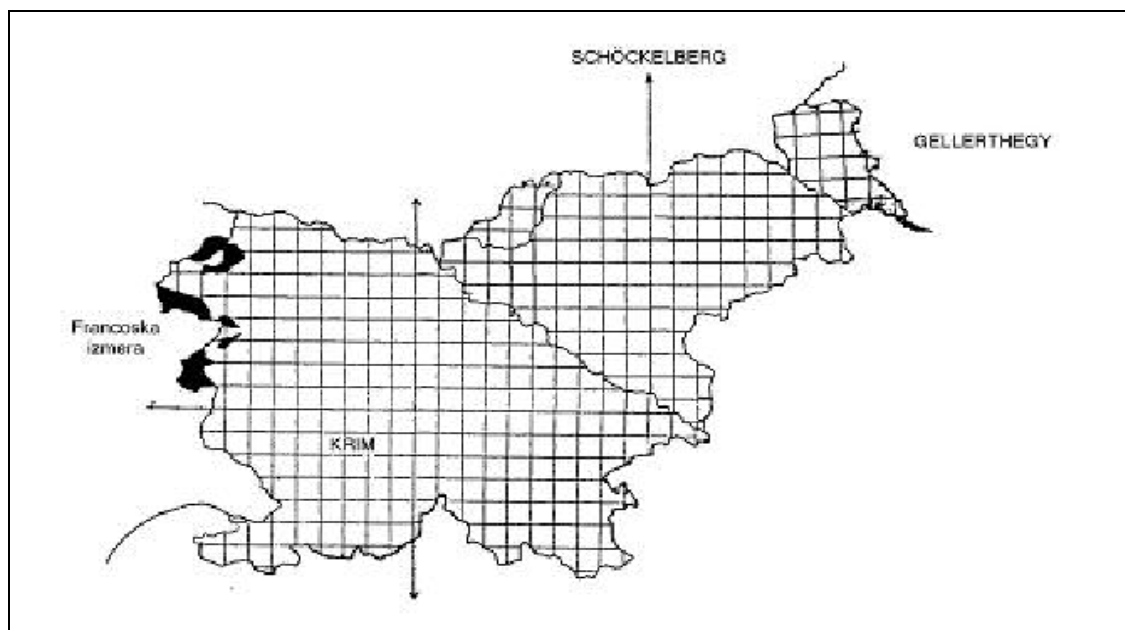 SCHÖCKELBERG
GELLERTHEGY
Francoska
izmera
KRIM